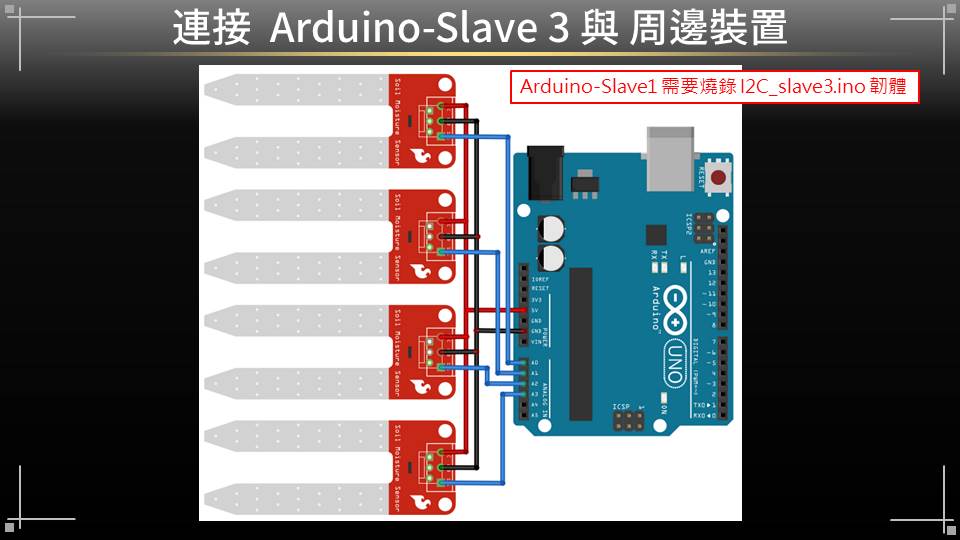 連接 Arduino-Slave 3 與 周邊裝置
Arduino-Slave1 需要燒錄 I2C_slave3.ino 韌體
Soil Moisture Sensor
Soil Moisture Sensor
Soil Moisture Sensor
Soil Moisture Sensor
RESET
ICSP2
AREF
GND
13
12
~11
~10
~9
8
7
~6
~5
4
~3
2
TX0▶1
RX0◀0
DIGITAL (PWM=~)
L
TX
RX
Arduino
UNO
ON
ICSP
1
IOREF
RESET
3V3
5V
GND
GND
VIN
POWER
A0
A1
A2
A3
A4
A5
ANALOG IN